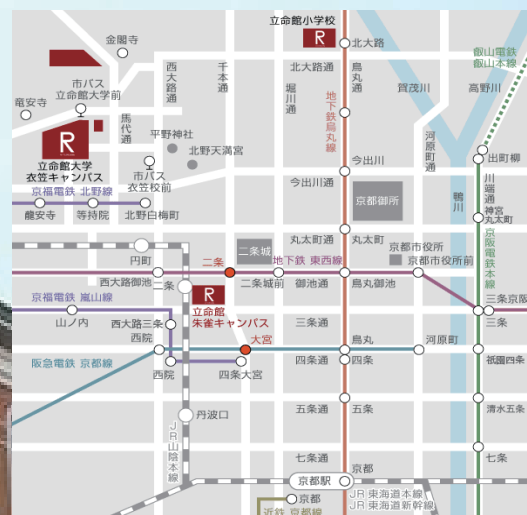 立命館小学校
R
北大路
金閣寺
市バス
立命館大学前
竜安寺
R
立命館大学
衣笠キャンパス
馬代通
西大路通
千本通
北大路通
堀川通
烏丸通
地下鉄烏丸線
賀茂川
高野川
叡山電鉄
叡山本線
平野神社
北野天満宮
市バス
衣笠校前
今出川
今出川通
河原町通
出町柳
鴨川
川端通
神宮
丸太町
京阪電鉄本線
京都御所
京福電鉄 北野線
龍安寺
等持院
北野白梅町
丸太町通
丸太町
円町
二条城
京都市役所
京都市役所前
二条
地下鉄 東西線
西大路御池
二条
二条城前
御池通
烏丸御池
三条京阪
京福電鉄 嵐山線
R
立命館
朱雀キャンパス
山ノ内
西大路三条
三条通
三条
西院
大宮
烏丸
河原町
阪急電鉄 京都線
西院
四条大宮
四条通
四条
祇園四条
丹波口
五条通
五条
清水五条
JR山陰本線
七条通
七条
京都
京都駅
京都
JR東海道本線
JR東海道新幹線
近鉄 京都線